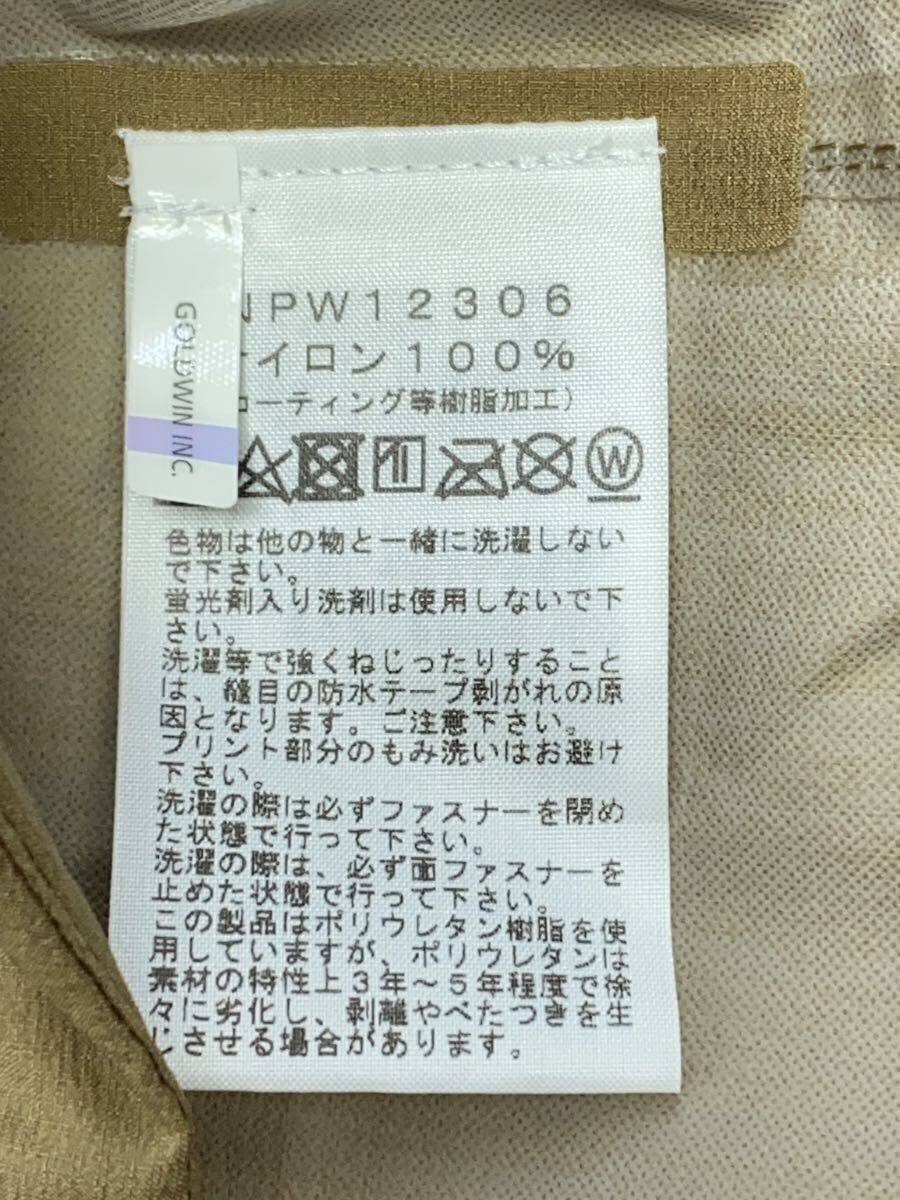 GOLDWIN INC.
NPW12306
ナイロン100%
コーティング等樹脂加工)
W
色物は他の物と一緒に洗濯しない
で下さい。
蛍光剤入り洗剤は使用しないで下
さい。
洗濯等で強くねじったりすること
は、縫目の防水テープ剥がれの原
因となります。ご注意下さい。
プリント部分のもみ洗いはお避け
下さい。
洗濯の際は必ずファスナーを閉め
た状態で行って下さい。
洗濯の際は、必ず面ファスナーを
止めた状態で行って下さい。
この製品はポリウレタン樹脂を使
用していますが、ポリウレタンは
素材の特性上3年～5年程度で徐
々に劣化し、剥離やべたつきを生
じさせる場合があります。